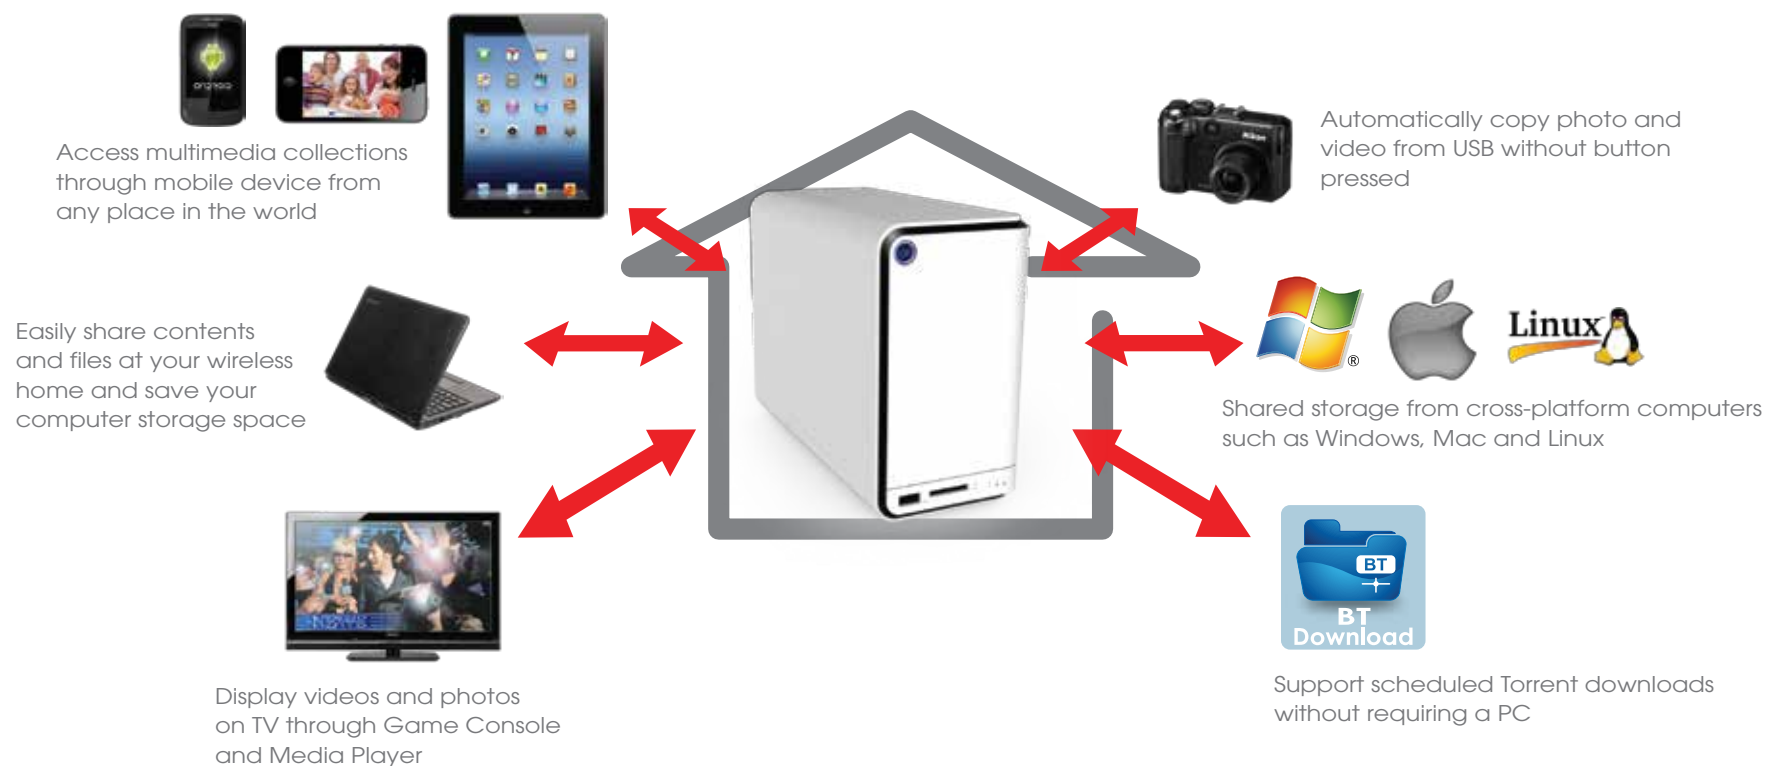 ANDROID
Access multimedia collections
through mobile device from
any place in the world
Nikon
Automatically copy photo and
video from USB without button
pressed
Easily share contents
and files at your wireless
home and save your
computer storage space
®
Linux
Shared storage from cross-platform computers
such as Windows, Mac and Linux
BT
BT
Download
Display videos and photos
on TV through Game Console
and Media Player
Support scheduled Torrent downloads
without requiring a PC